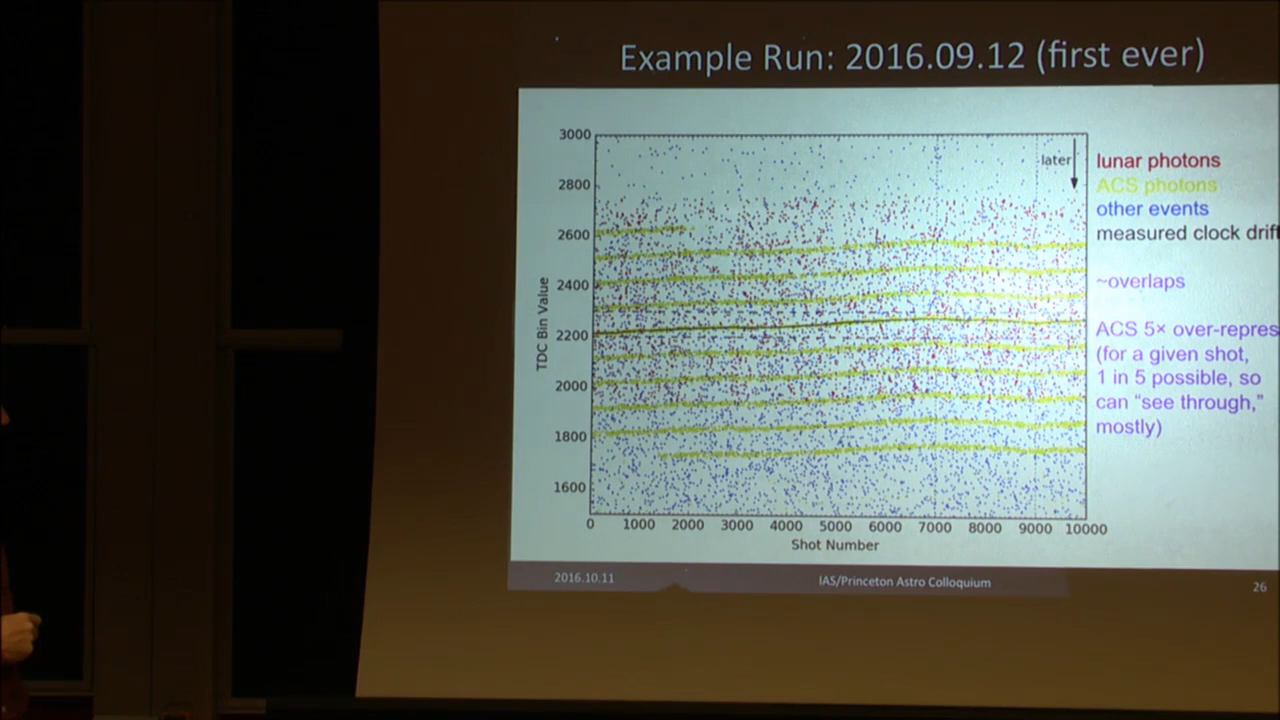 Example Run: 2016.09.12 (first ever)
3000
2800
2600
2400
2200
2000
1800
1600
TDC Bin Value
0 1000 2000 3000 4000 5000 6000 7000 8000 9000 10000
Shot Number
later
lunar photons
ACS photons
other events
measured clock drif
~overlaps
ACS 5× over-repres
(for a given shot,
1 in 5 possible, so
can “see through,”
mostly)
2016.10.11
IAS/Princeton Astro Colloquium
26